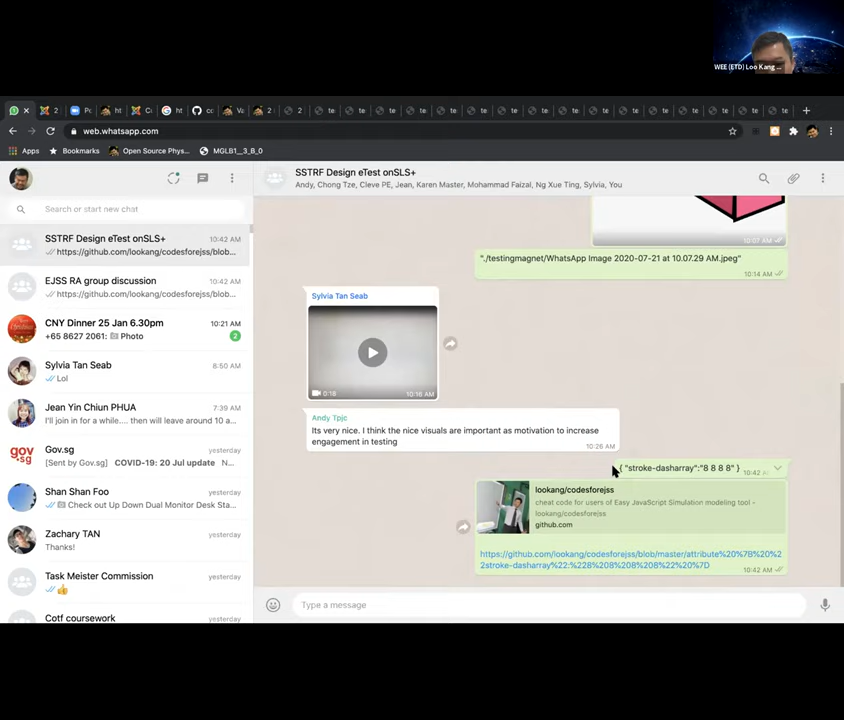 WEE (ETD) Loo Kang ...
web.whatsapp.com
Apps
Bookmarks
Open Source Phys...
MGLB1__3_B_0
SSTRF Design eTest onSLS+
Andy, Chong Tze, Cleve PE, Jean, Karen Master, Mohammad Faizal, Ng Xue Ting, Sylvia, You
Search or start new chat
SSTRF Design eTest onSLS+
10:42 AM
https://github.com/lookang/codesforejss/blob...
EJSS RA group discussion
10:42 AM
https://github.com/lookang/codesforejss/blob...
CNY Dinner 25 Jan 6.30pm
10:21 AM
+65 8627 2061: Photo
2
Sylvia Tan Seab
8:50 AM
Lol
Jean Yin Chiun PHUA
7:39 AM
I'll join in for a while.... then will leave around 10 a...
gov
sg
Gov.sg
yesterday
[Sent by Gov.sg] COVID-19: 20 Jul update N...
Shan Shan Foo
yesterday
Check out Up Down Dual Monitor Desk Sta...
Zachary TAN
yesterday
Thanks!
Task Meister Commission
yesterday
Cotf coursework
yesterday
10:07 AM
"./testingmagnet/WhatsApp Image 2020-07-21 at 10.07.29 AM.jpeg"
10:14 AM
Sylvia Tan Seab
0:18
10:16 AM
Andy Tpjc
Its very nice. I think the nice visuals are important as motivation to increase
engagement in testing
10:26 AM
{ "stroke-dasharray":"8 8 8 8" }
10:42
lookang/codesforejss
cheat code for users of Easy JavaScript Simulation modeling tool -
lookang/codesforejss
github.com
https://github.com/lookang/codesforejss/blob/master/attribute%20%7B%20%2
2stroke-dasharray%22:%228%208%208%208%22%20%7D
10:42 AM
Type a message